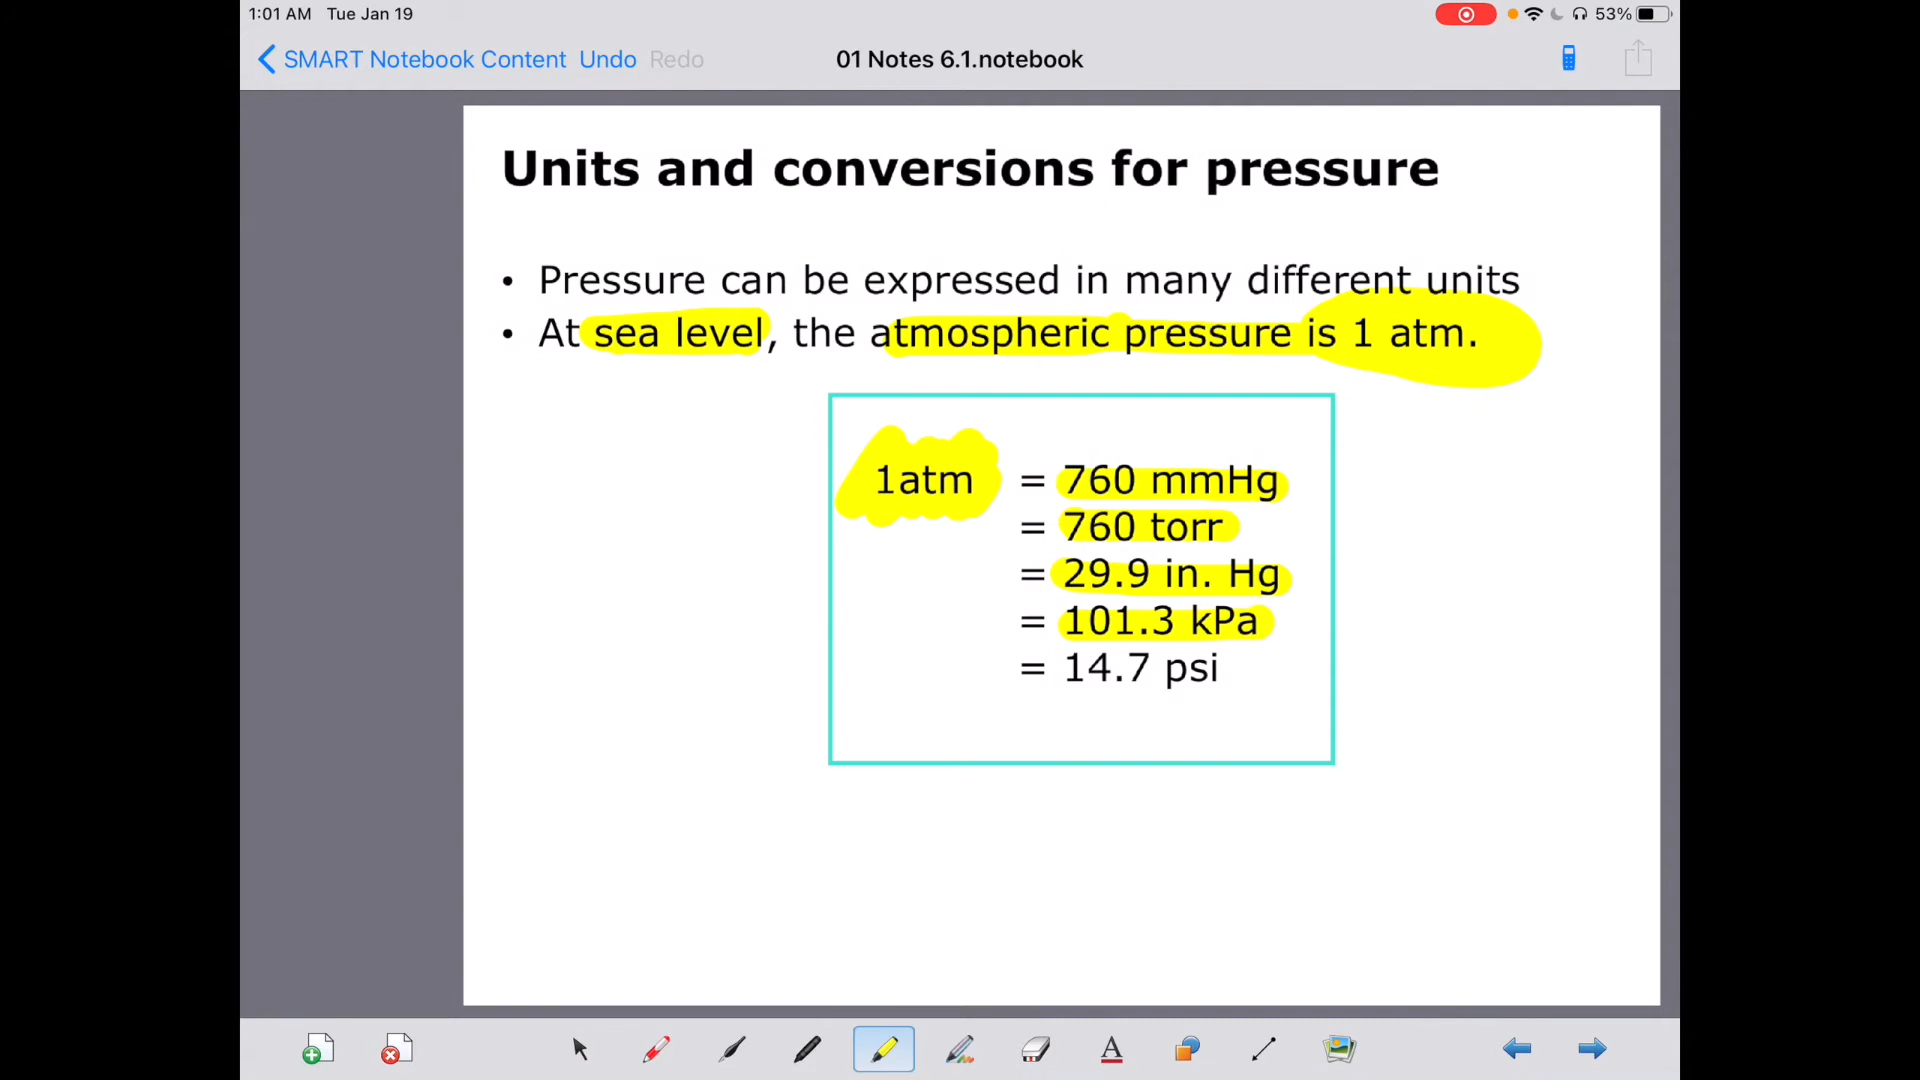 1:01 AM Tue Jan 19
53%
SMART Notebook Content Undo Redo
01 Notes 6.1.notebook
Units and conversions for pressure
• Pressure can be expressed in many different units
• At sea level, the atmospheric pressure is 1 atm.
1atm = 760 mmHg
= 760 torr
= 29.9 in. Hg
= 101.3 kPa
= 14.7 psi
A